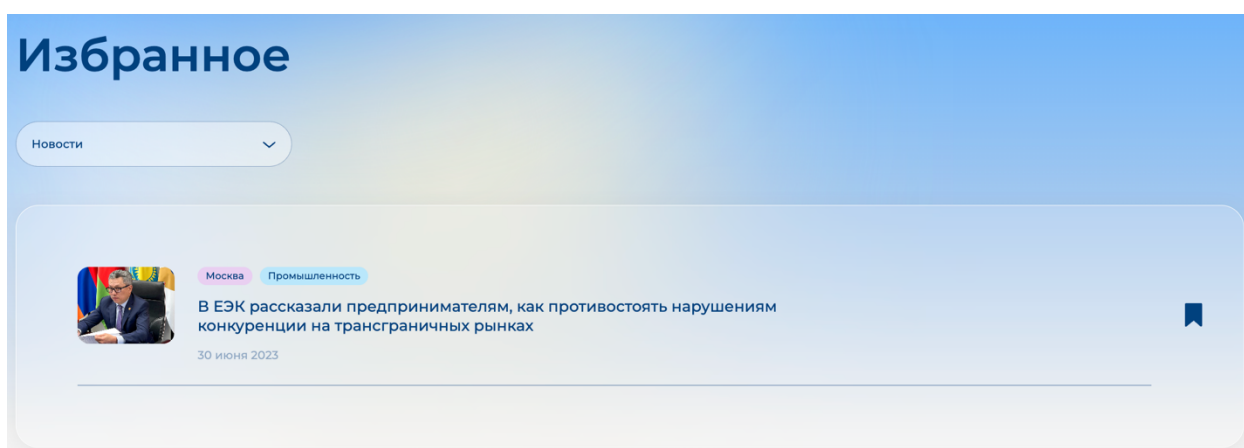 Избранное
Новости
Москва Промышленность
В ЕЭК рассказали предпринимателям, как противостоять нарушениям
конкуренции на трансграничных рынках
30 июня 2023